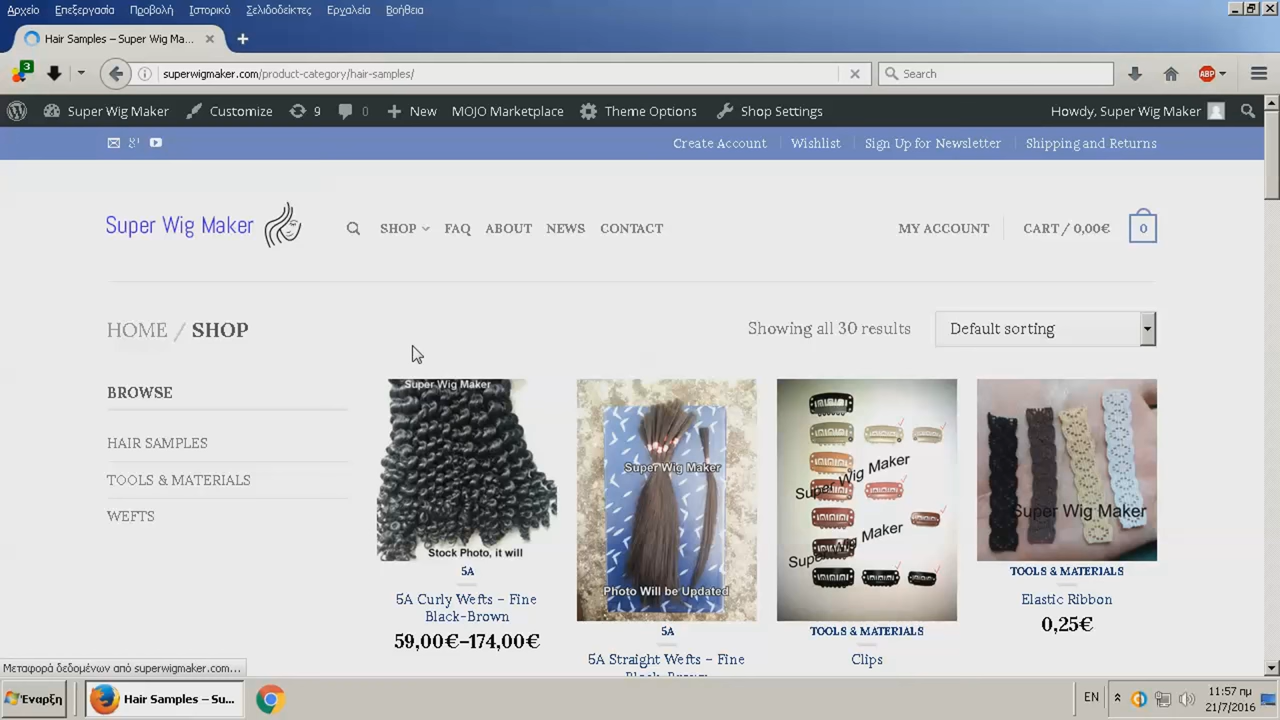 Αρχείο Επεξεργασία Προβολή Ιστορικό Σελιδοδείκτες Εργαλεία Βοήθεια
Hair Samples – Super Wig Ma...
3
superwigmaker.com/product-category/hair-samples/
Search
ABP
Super Wig Maker Customize 9 0 New MOJO Marketplace Theme Options Shop Settings Howdy, Super Wig Maker
Create Account Wishlist Sign Up for Newsletter Shipping and Returns
Super Wig Maker
SHOP FAQ ABOUT NEWS CONTACT MY ACCOUNT CART / 0,00€ 0
HOME / SHOP
Showing all 30 results
Default sorting
BROWSE
HAIR SAMPLES
TOOLS & MATERIALS
WEFTS
Super Wig Maker
Stock Photo, it will
5A
5A Curly Wefts – Fine
Black-Brown
59,00€–174,00€
Super Wig Maker
Photo Will be Updated
5A
5A Straight Wefts – Fine
Black-Brown
Super Wig Maker
Super Wig Maker
TOOLS & MATERIALS
Clips
Super Wig Maker
TOOLS & MATERIALS
Elastic Ribbon
0,25€
Μεταφορά δεδομένων από superwigmaker.com...
Έναρξη
Hair Samples – Su...
EN
11:57 πμ
21/7/2016